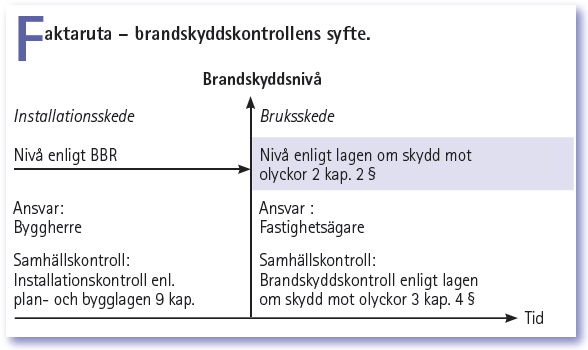 Faktaruta – brandskyddskontrollens syfte.
Brandskyddsnivå
Installationsskede
Nivå enligt BBR
Ansvar:
Byggherre
Samhällskontroll:
Installationskontroll enl.
plan- och bygglagen 9 kap.
Bruksskede
Nivå enligt lagen om skydd mot
olyckor 2 kap. 2 §
Ansvar :
Fastighetsägare
Samhällskontroll:
Brandskyddskontroll enligt lagen
om skydd mot olyckor 3 kap. 4 §
Tid